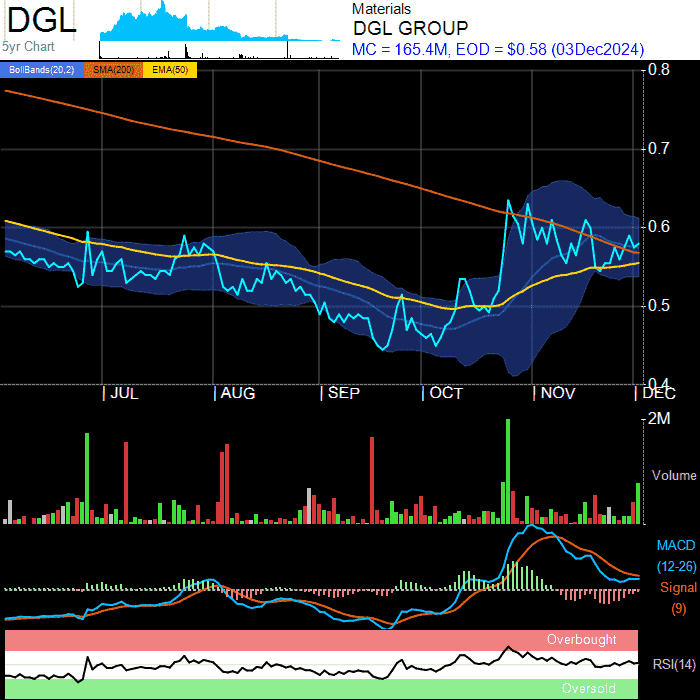 DGL
5yr Chart
Materials
DGL GROUP
MC = 165.4M, EOD = $0.58 (03Dec2024)
BollBands(20,2) SMA(200) EMA(50)
0.8
0.7
0.6
0.5
0.4
JUL AUG SEP OCT NOV DEC
2M
Volume
MACD
(12-26)
Signal
(9)
Overbought
RSI(14)
Oversold